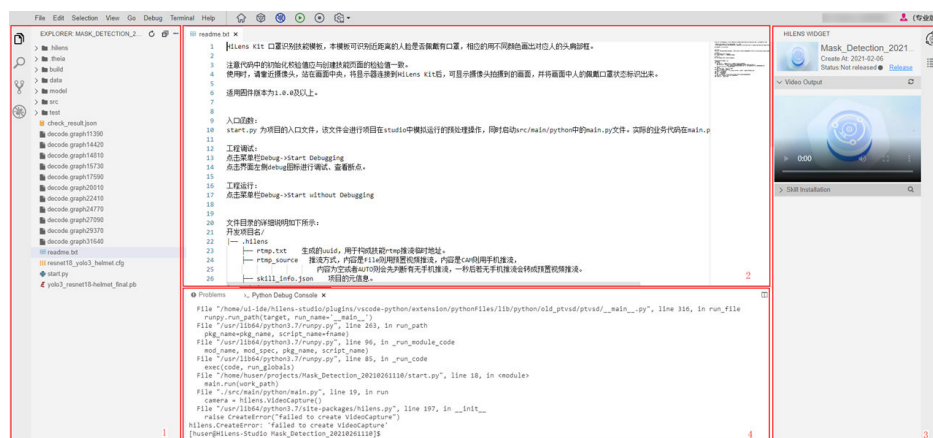 File Edit Selection View Go Debug Terminal Help
(专业版
EXPLORER: MASK_DETECTION_2...
> hilens
> .theia
> build
> data
> model
> src
> test
check_result.json
decode.graph11390
decode.graph14420
decode.graph14810
decode.graph15730
decode.graph17590
decode.graph20010
decode.graph22410
decode.graph24770
decode.graph27090
decode.graph29370
decode.graph31640
readme.txt
resnet18_yolo3_helmet.cfg
start.py
yolo3_resnet18-helmet_final.pb
1
readme.txt ×
1 HiLens Kit 口罩识别技能模板，本模板可识别近距离的人脸是否佩戴有口罩，相应的用不同颜色画出对应人的头肩部框。
2
3 注意代码中的初始化校验值应与创建技能页面的检验值一致。
4 使用时，请靠近摄像头，站在画面中央，将显示器连接到HiLens Kit后，可显示摄像头拍摄到的画面，并将画面中人的佩戴口罩状态标识出来。
5
6 适用固件版本为1.0.0及以上。
7
8
9 入口函数：
10 start.py 为项目的入口文件，该文件会进行项目在studio中模拟运行的预处理操作，同时启动src/main/python中的main.py文件。实际的业务代码在main.p
11
12 工程调试：
13 点击菜单栏Debug->Start Debugging
14 点击界面左侧debug图标进行调试、查看断点。
15
16 工程运行：
17 点击菜单栏Debug->Start without Debugging
18
19
20 文件目录的详细说明如下所示：
21 开发项目名/
22 |── .hilens
23 ├── rtmp.txt 生成的uuid，用于构成技能rtmp推流临时地址。
24 ├── rtmp_source 推流方式，内容是File则用预置视频推流，内容是CAM则用手机推流，
25 内容为空或者AUTO则会先判断有无手机推流，一秒后若无手机推流会转成预置视频推流。
26 ├── skill_info.json 项目的元信息。
2
Problems >_ Python Debug Console ×
File "/home/ui-ide/hilens-studio/plugins/vscode-python/extension/pythonFiles/lib/python/old_ptvsd/ptvsd/__main__.py", line 316, in run_file
runpy.run_path(target, run_name='__main__')
File "/usr/lib64/python3.7/runpy.py", line 263, in run_path
pkg_name=pkg_name, script_name=fname)
File "/usr/lib64/python3.7/runpy.py", line 96, in _run_module_code
mod_name, mod_spec, pkg_name, script_name)
File "/usr/lib64/python3.7/runpy.py", line 85, in _run_code
exec(code, run_globals)
File "/home/huser/projects/Mask_Detection_20210261110/start.py", line 18, in <module>
main.run(work_path)
File "./src/main/python/main.py", line 19, in run
camera = hilens.VideoCapture()
File "/usr/lib64/python3.7/site-packages/hilens.py", line 197, in __init__
raise CreateError("failed to create VideoCapture")
hilens.CreateError: 'failed to create VideoCapture'
[huser@HiLens-Studio Mask_Detection_20210261110]$
4
HILENS WIDGET
Mask_Detection_2021...
Create At: 2021-02-06
Status:Not released Release
Video Output
0:00
> Skill Installation
3